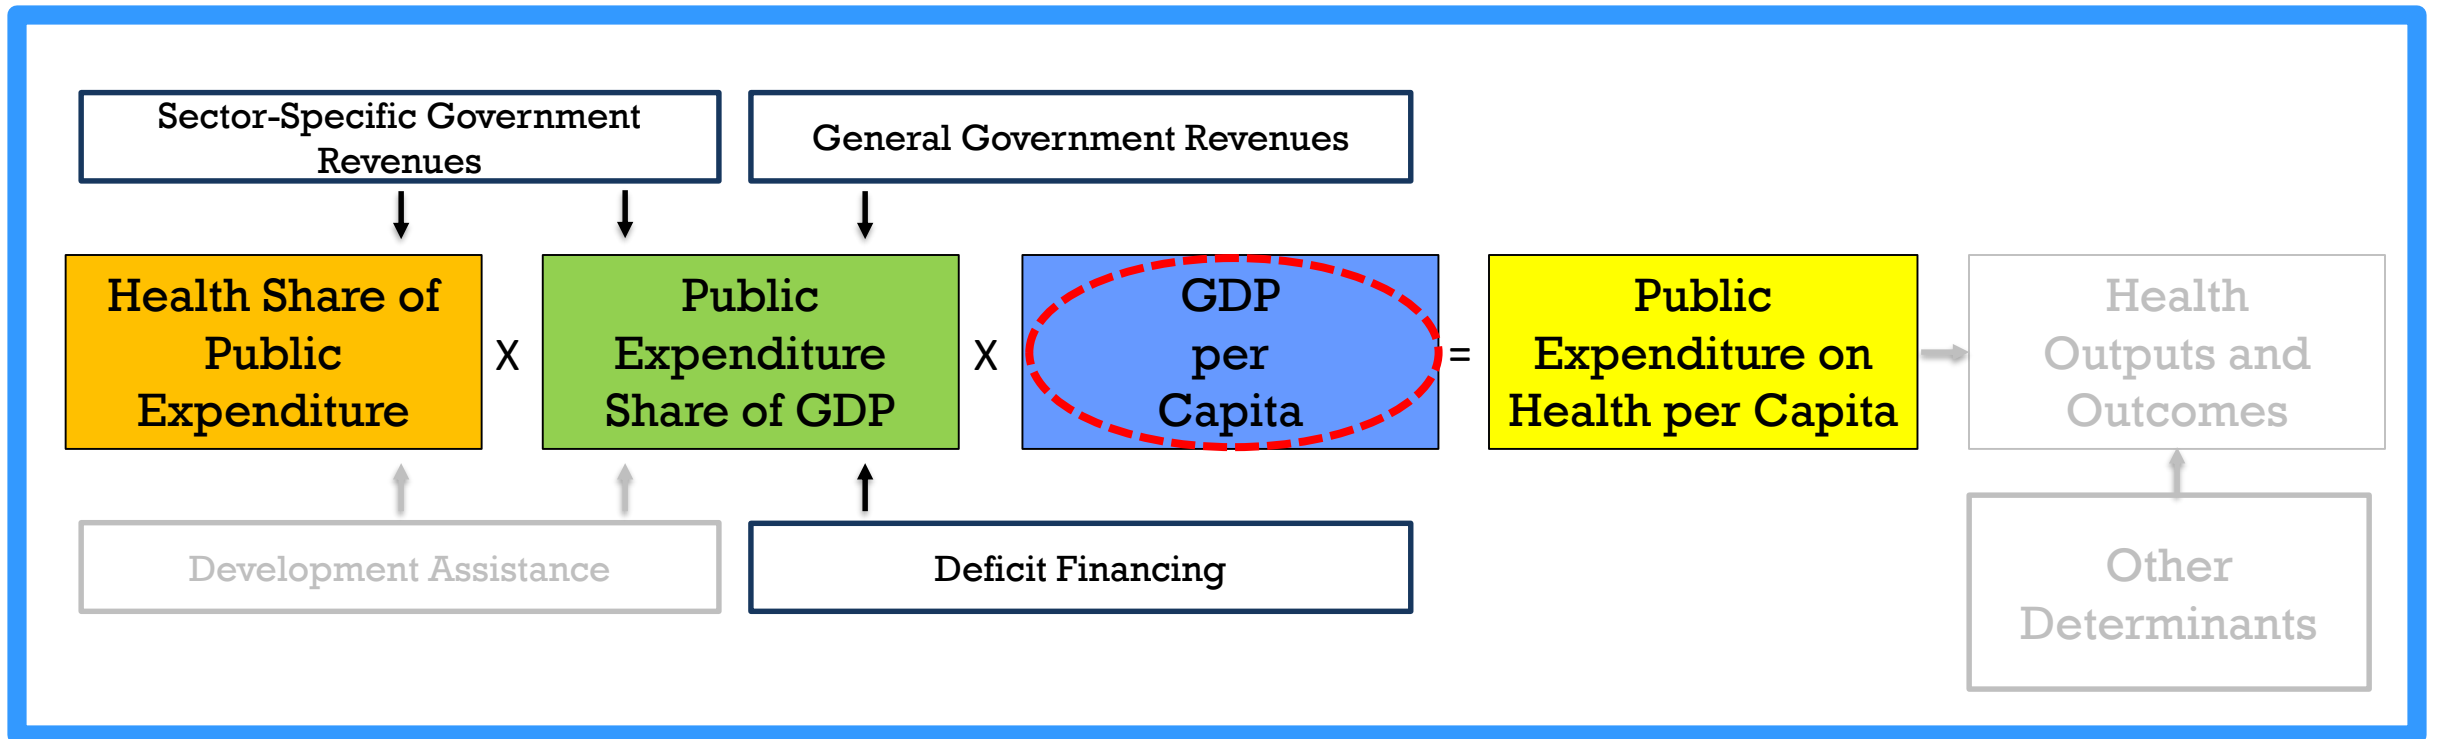 Sector-Specific Government
Revenues
General Government Revenues
Health Share of
Public
Expenditure
X
Public
Expenditure
Share of GDP
X
GDP
per
Capita
=
Public
Expenditure on
Health per Capita
Health
Outputs and
Outcomes
Development Assistance
Deficit Financing
Other
Determinants